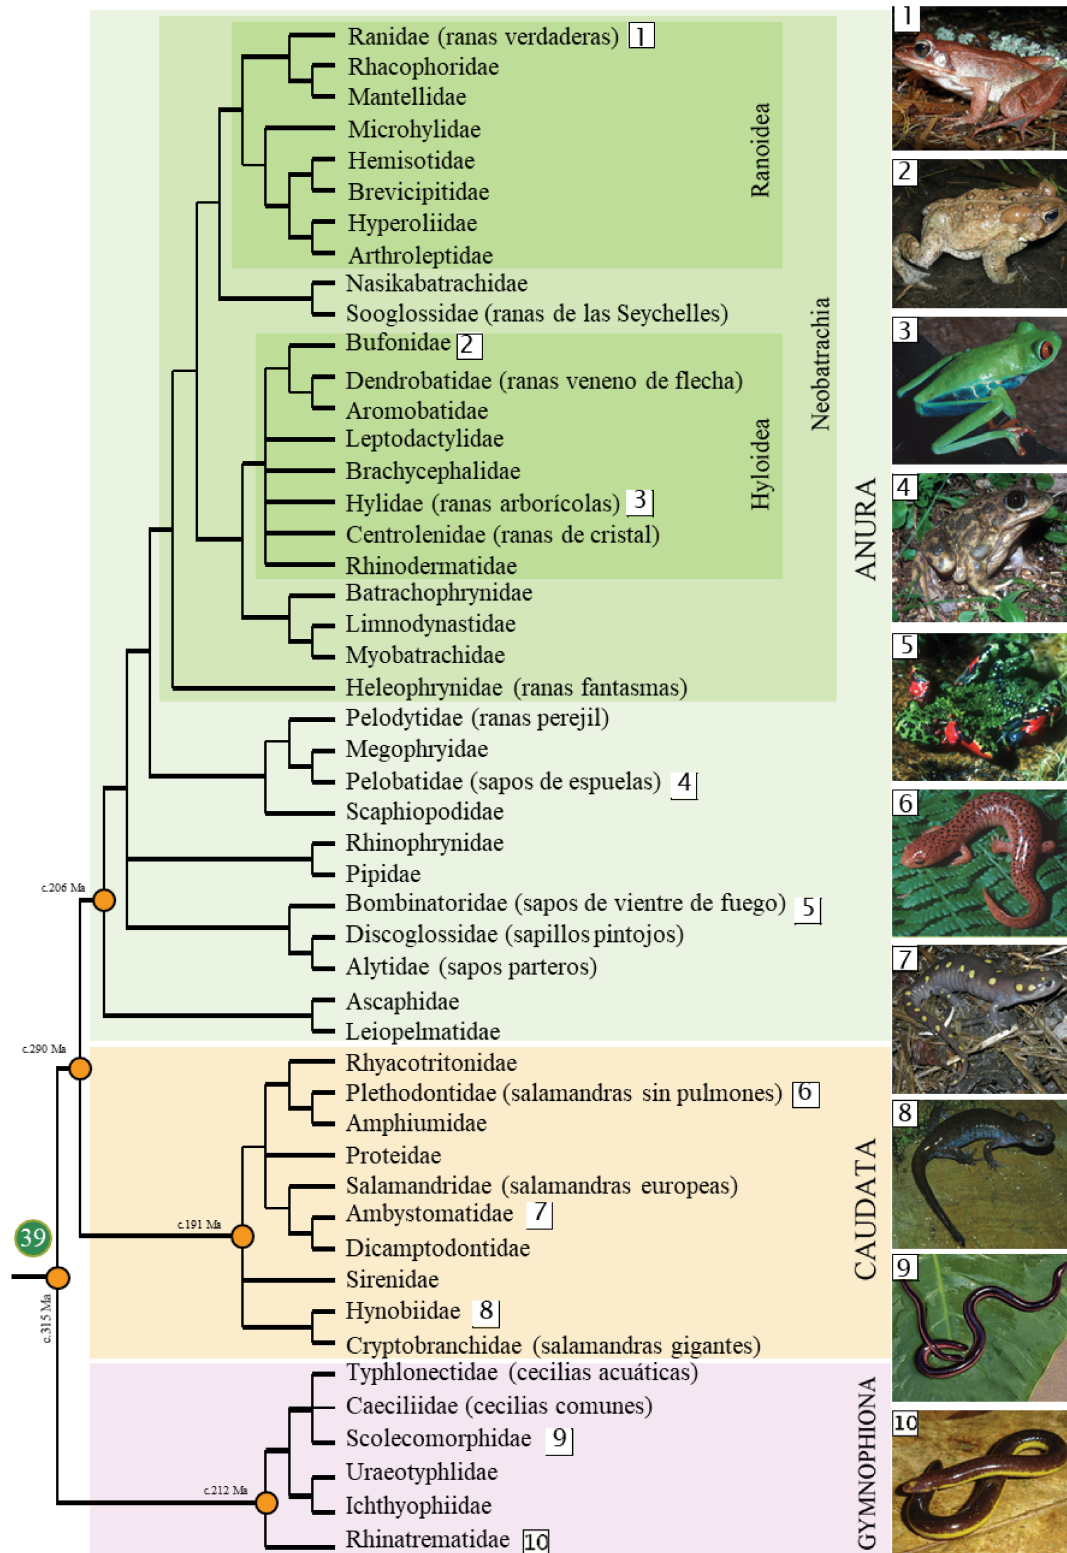 Ranidae (ranas verdaderas) 1
Rhacophoridae
Mantellidae
Microhylidae
Hemisotidae
Brevicipitidae
Hyperoliidae
Arthroleptidae
Ranoidea
Nasikabatrachidae
Sooglossidae (ranas de las Seychelles)
Bufonidae 2
Dendrobatidae (ranas veneno de flecha)
Aromobatidae
Leptodactylidae
Brachycephalidae
Hylidae (ranas arborícolas) 3
Centrolenidae (ranas de cristal)
Rhinodermatidae
Hyloidea
Batrachophrynidae
Limnodynastidae
Myobatrachidae
Heleophrynidae (ranas fantasmas)
Neobatrachia
Pelodytidae (ranas perejil)
Megophryidae
Pelobatidae (sapos de espuelas) 4
Scaphiopodidae
Rhinophrynidae
Pipidae
Bombinatoridae (sapos de vientre de fuego) 5
Discoglossidae (sapillos pintojos)
Alytidae (sapos parteros)
Ascaphidae
Leiopelmatidae
ANURA
c.206 Ma
c.290 Ma
Rhyacotritonidae
Plethodontidae (salamandras sin pulmones) 6
Amphiumidae
Proteidae
Salamandridae (salamandras europeas)
Ambystomatidae 7
Dicamptodontidae
Sirenidae
Hynobiidae 8
Cryptobranchidae (salamandras gigantes)
CAUDATA
c.191 Ma
39
c.315 Ma
Typhlonectidae (cecilias acuáticas)
Caeciliidae (cecilias comunes)
Scolecomorphidae 9
Uraeotyphlidae
Ichthyophiidae
Rhinatrematidae 10
GYMNOPHIONA
c.212 Ma
1
2
3
4
5
6
7
8
9
10